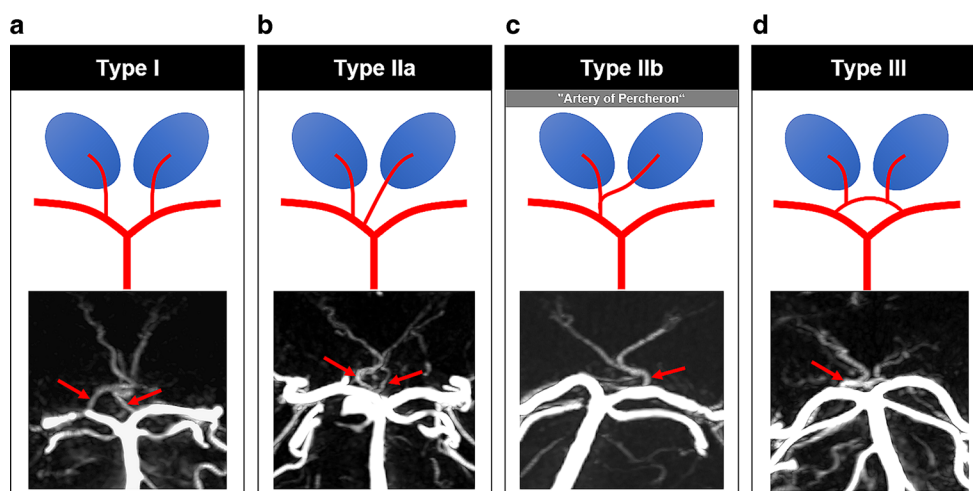 a
Type I
b
Type IIa
c
Type IIb
"Artery of Percheron“
d
Type III